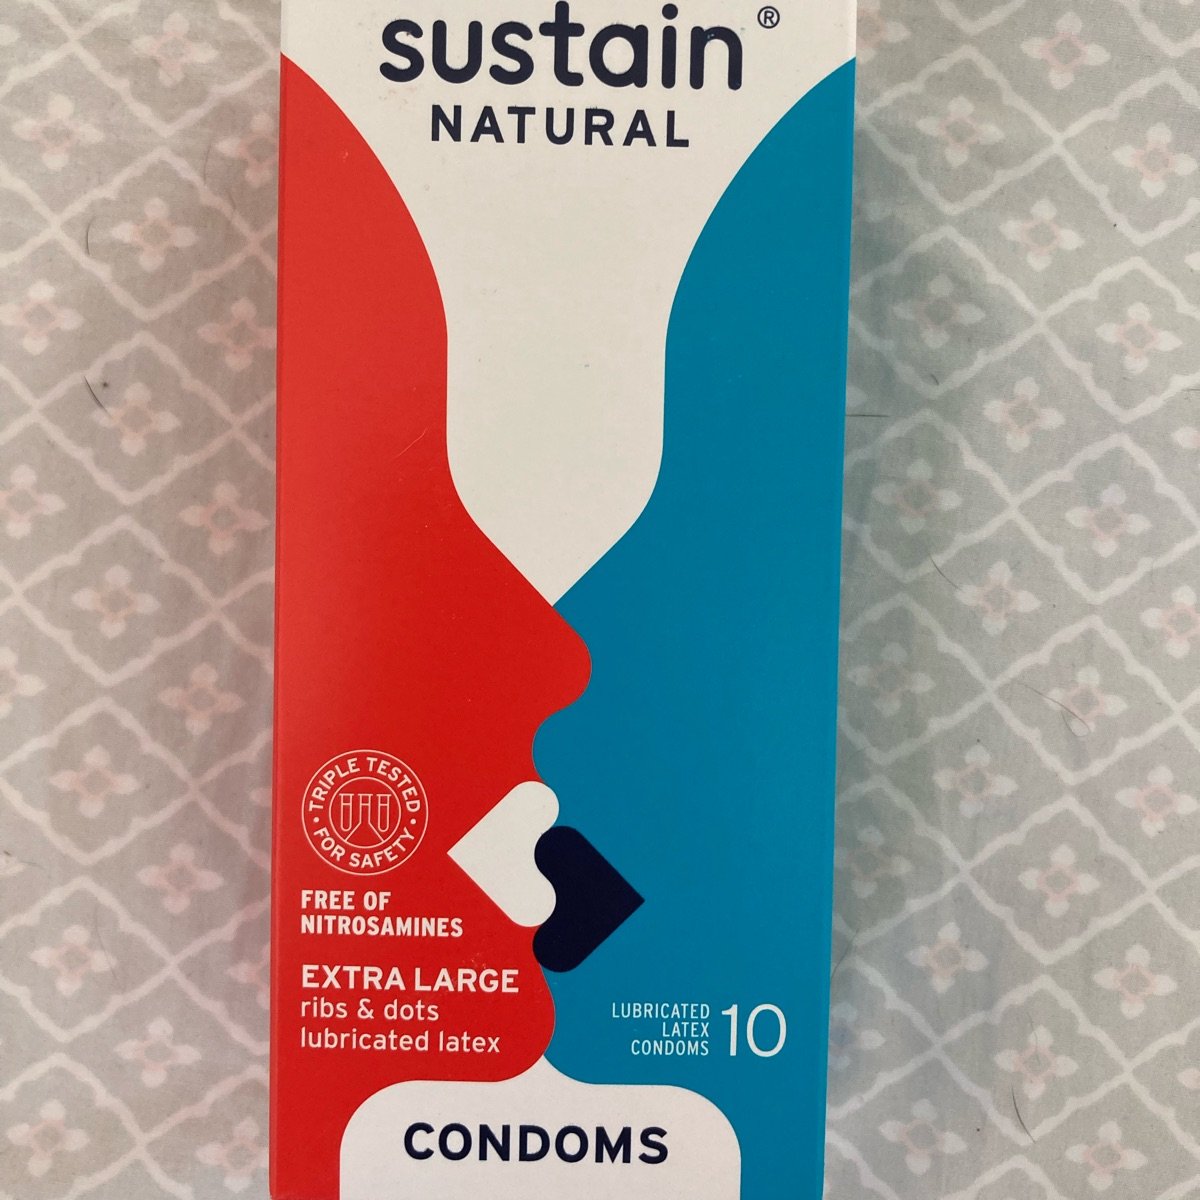 sustain®
NATURAL
· TRIPLE TESTED ·
FOR SAFETY
FREE OF
NITROSAMINES
EXTRA LARGE
ribs & dots
lubricated latex
LUBRICATED
LATEX
CONDOMS
10
CONDOMS